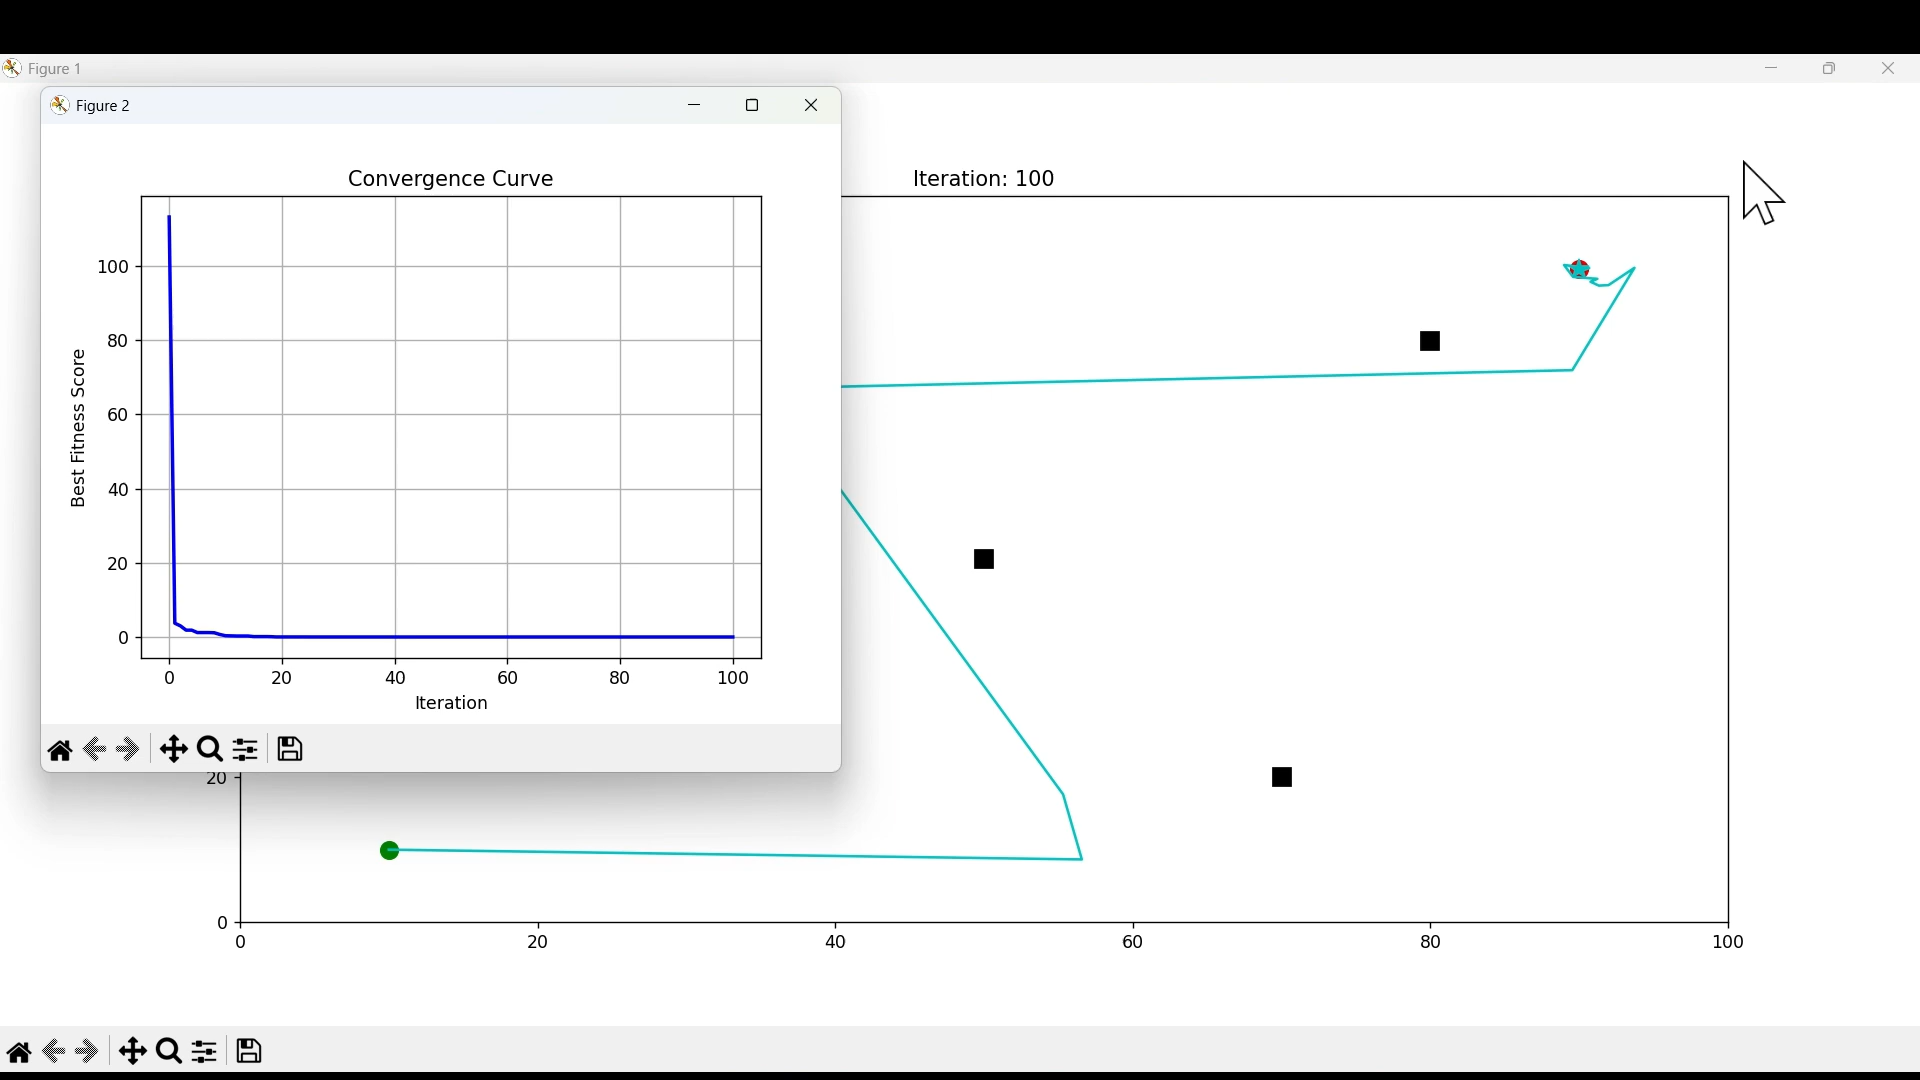 Figure 1
Figure 2
Convergence Curve
Iteration: 100
100
80
60
40
20
0
Best Fitness Score
0 20 40 60 80 100
Iteration
20
0
0 20 40 60 80 100